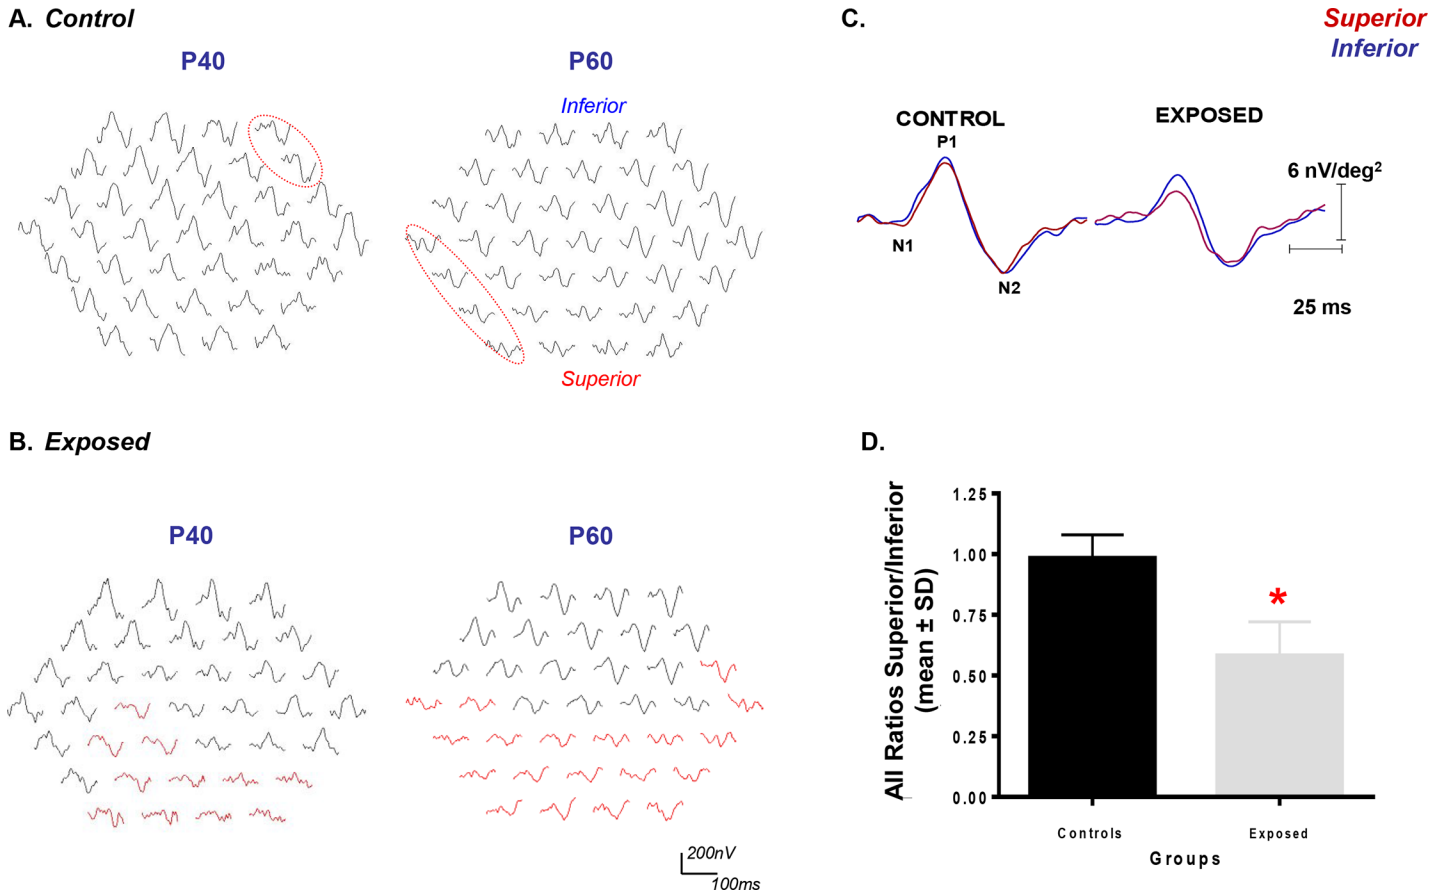 A. Control
P40
P60
Inferior
Superior
B. Exposed
P40
P60
200nV
100ms
C.
Superior
Inferior
CONTROL
EXPOSED
P1
N1
N2
6 nV/deg2
25 ms
D.
All Ratios Superior/Inferior
(mean ± SD)
1.25
1.00
0.75
0.50
0.25
0.00
*
Controls
Exposed
Groups